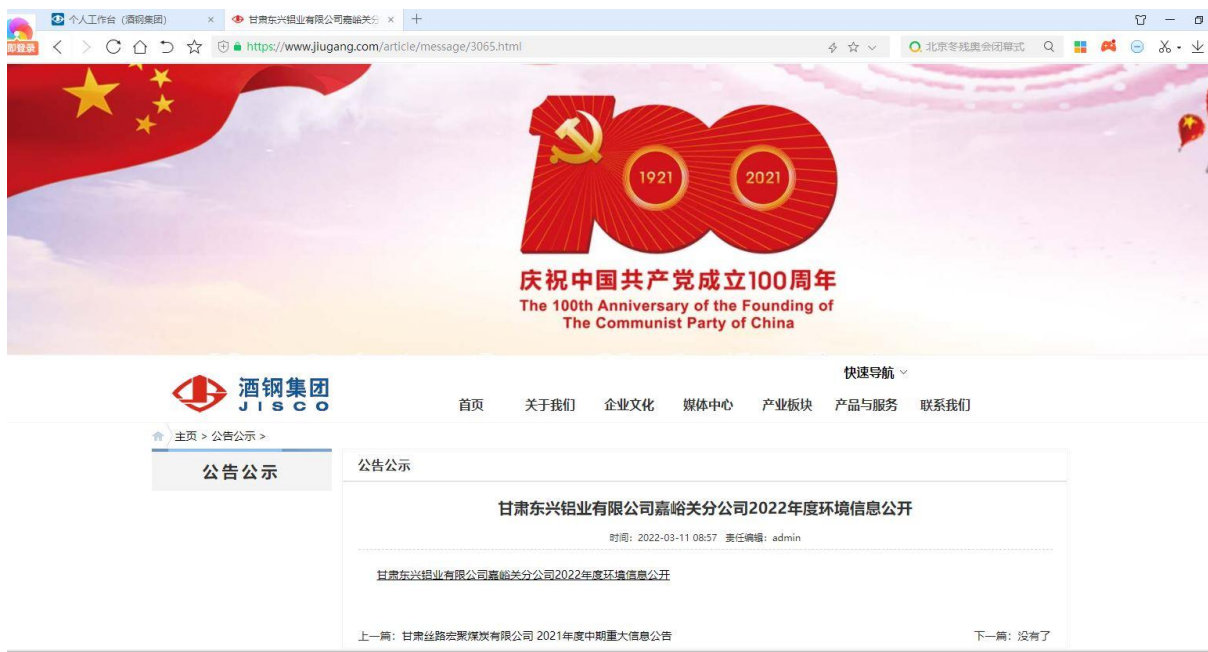 个人工作台（酒钢集团） ×
甘肃东兴铝业有限公司嘉峪关分 × +
即登录
https://www.jiugang.com/article/message/3065.html
北京冬残奥会闭幕式
1921
2021
庆祝中国共产党成立100周年
The 100th Anniversary of the Founding of
The Communist Party of China
快速导航
酒钢集团
JISCO
首页 关于我们 企业文化 媒体中心 产业板块 产品与服务 联系我们
主页 > 公告公示 >
公告公示
公告公示
甘肃东兴铝业有限公司嘉峪关分公司2022年度环境信息公开
时间：2022-03-11 08:57 责任编辑：admin
甘肃东兴铝业有限公司嘉峪关分公司2022年度环境信息公开
上一篇：甘肃丝路宏聚煤炭有限公司 2021年度中期重大信息公告
下一篇：没有了